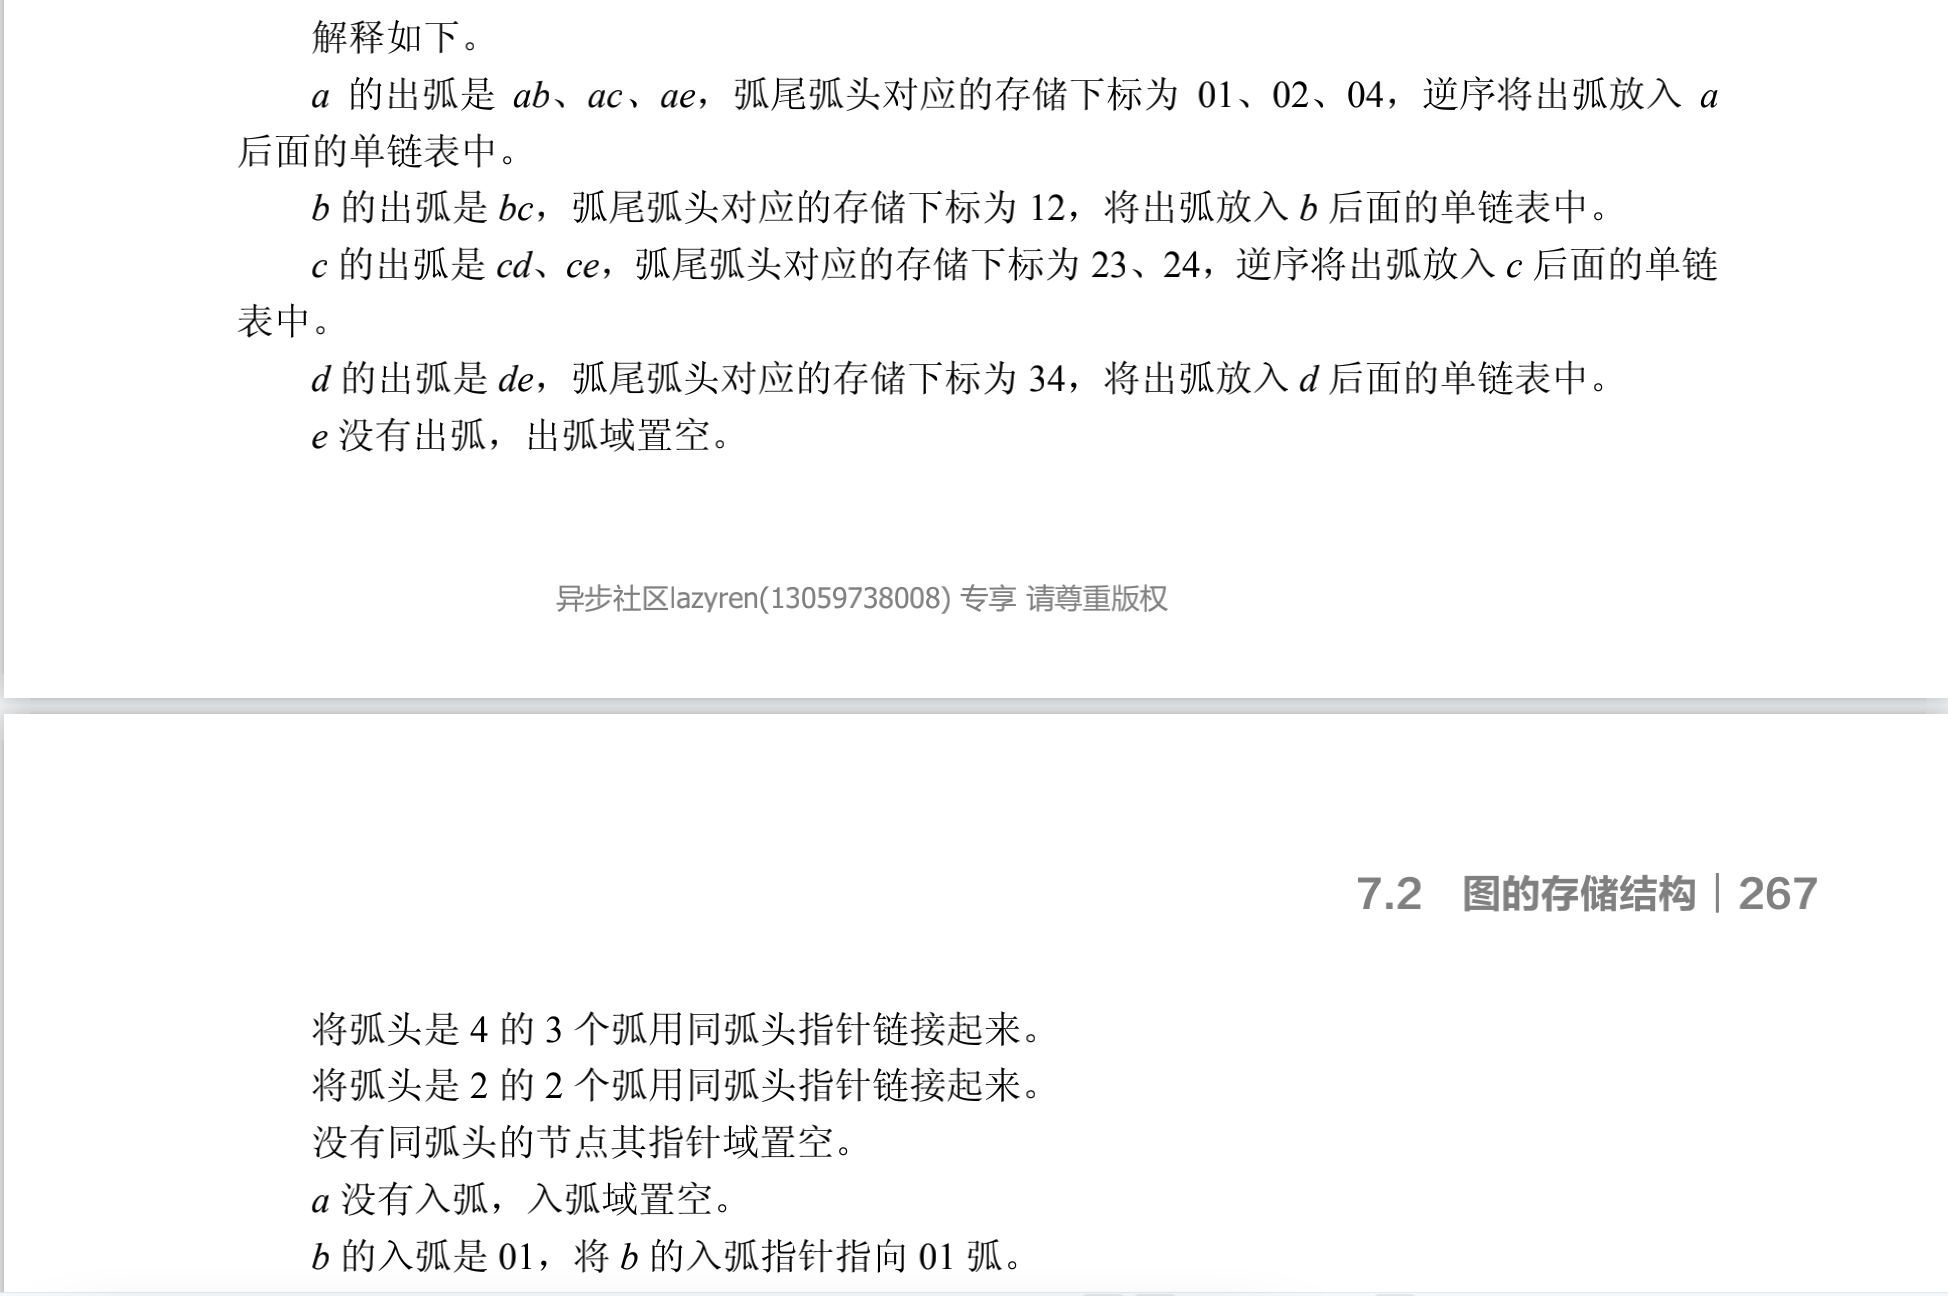 解释如下。
a 的出弧是 ab、ac、ae，弧尾弧头对应的存储下标为 01、02、04，逆序将出弧放入 a
后面的单链表中。
b 的出弧是 bc，弧尾弧头对应的存储下标为 12，将出弧放入 b 后面的单链表中。
c 的出弧是 cd、ce，弧尾弧头对应的存储下标为 23、24，逆序将出弧放入 c 后面的单链
表中。
d 的出弧是 de，弧尾弧头对应的存储下标为 34，将出弧放入 d 后面的单链表中。
e 没有出弧，出弧域置空。
异步社区lazyren(13059738008) 专享 请尊重版权
7.2 图的存储结构｜267
将弧头是 4 的 3 个弧用同弧头指针链接起来。
将弧头是 2 的 2 个弧用同弧头指针链接起来。
没有同弧头的节点其指针域置空。
a 没有入弧，入弧域置空。
b 的入弧是 01，将 b 的入弧指针指向 01 弧。